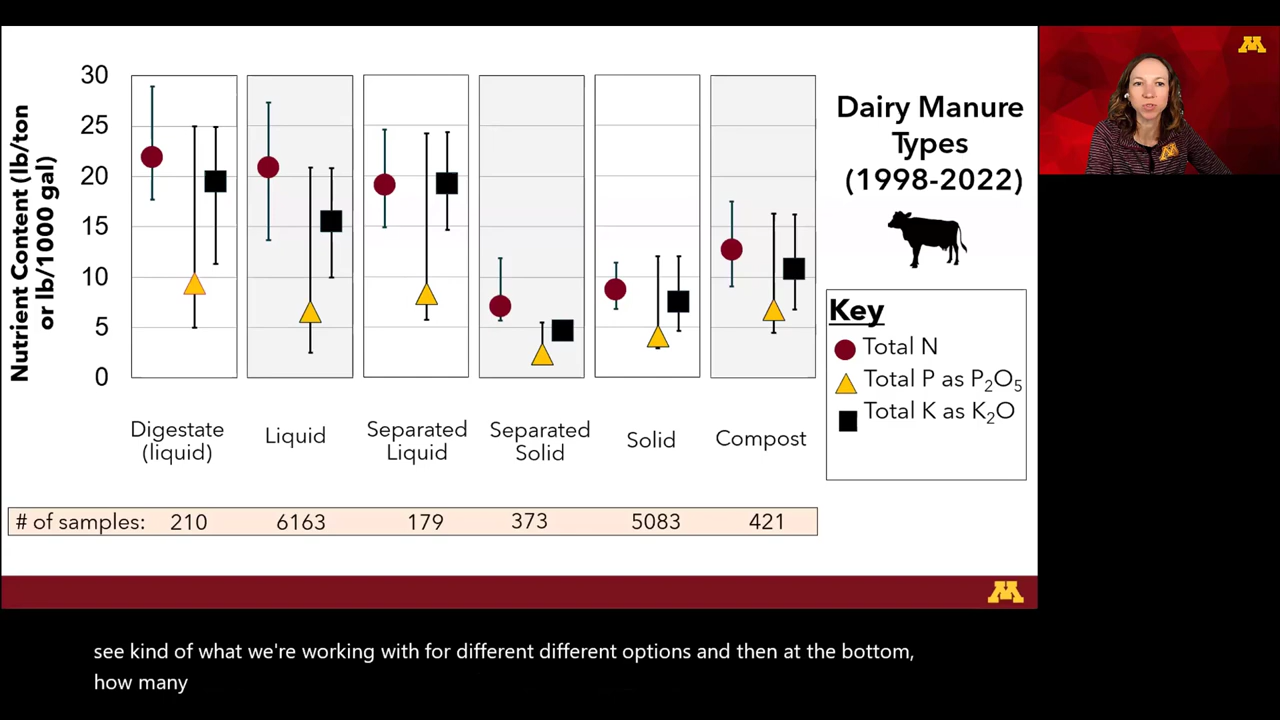 30
25
20
15
10
5
0
Nutrient Content (lb/ton
or lb/1000 gal)
Digestate
(liquid)
Liquid
Separated
Liquid
Separated
Solid
Solid
Compost
# of samples: 210 6163 179 373 5083 421
Dairy Manure
Types
(1998-2022)
Key
Total N
Total P as P₂O₅
Total K as K₂O
M
M
N
see kind of what we're working with for different different options and then at the bottom,
how many